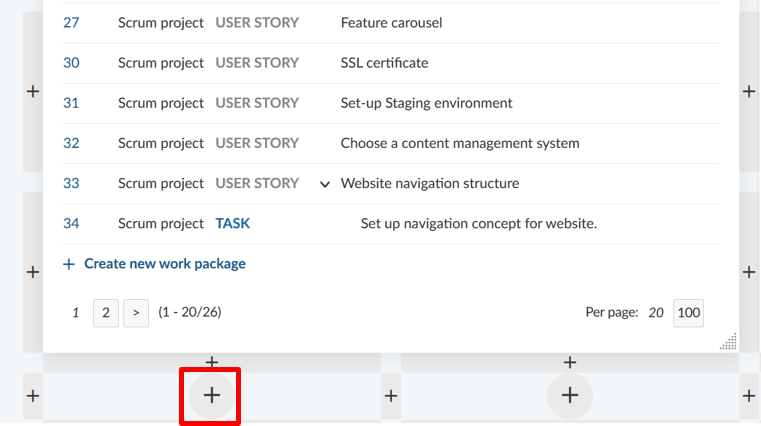 27 Scrum project USER STORY Feature carousel
30 Scrum project USER STORY SSL certificate
31 Scrum project USER STORY Set-up Staging environment
32 Scrum project USER STORY Choose a content management system
33 Scrum project USER STORY Website navigation structure
34 Scrum project TASK Set up navigation concept for website.
+ Create new work package
1 2 > (1 - 20/26) Per page: 20 100